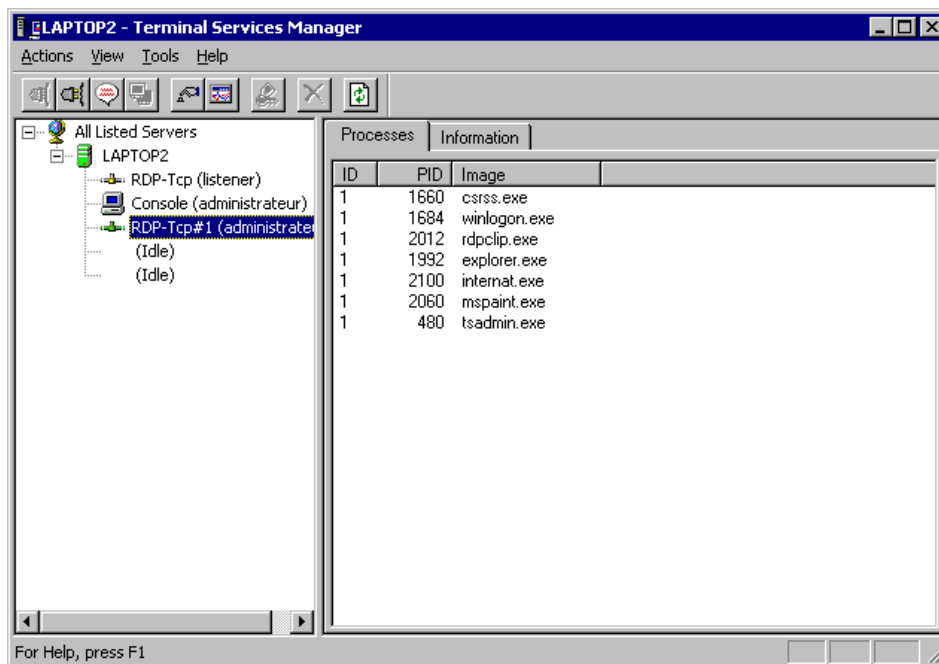 LAPTOP2 - Terminal Services Manager
Actions View Tools Help
All Listed Servers
LAPTOP2
RDP-Tcp (listener)
Console (administrateur)
RDP-Tcp#1 (administrateu
(Idle)
(Idle)
Processes Information
ID PID Image
1 1660 csrss.exe
1 1684 winlogon.exe
1 2012 rdpclip.exe
1 1992 explorer.exe
1 2100 internat.exe
1 2060 mspaint.exe
1 480 tsadmin.exe
For Help, press F1